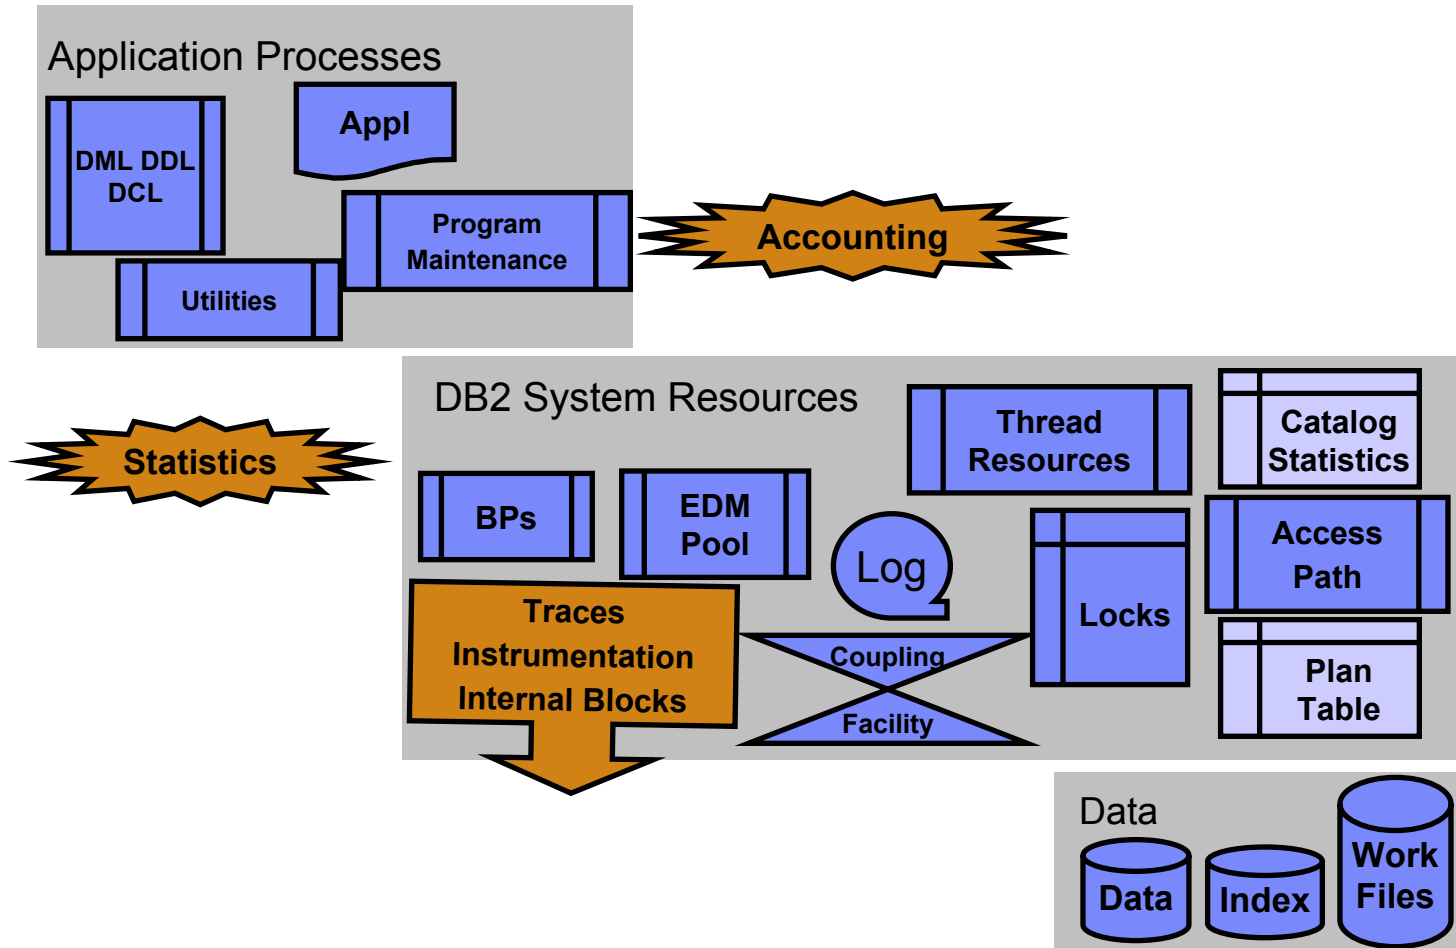 Application Processes
Appl
DML DDL
DCL
Program
Maintenance
Utilities
Accounting
Statistics
DB2 System Resources
Thread
Resources
Catalog
Statistics
BPs
EDM
Pool
Log
Locks
Access
Path
Traces
Instrumentation
Internal Blocks
Coupling
Facility
Plan
Table
Data
Data
Index
Work
Files